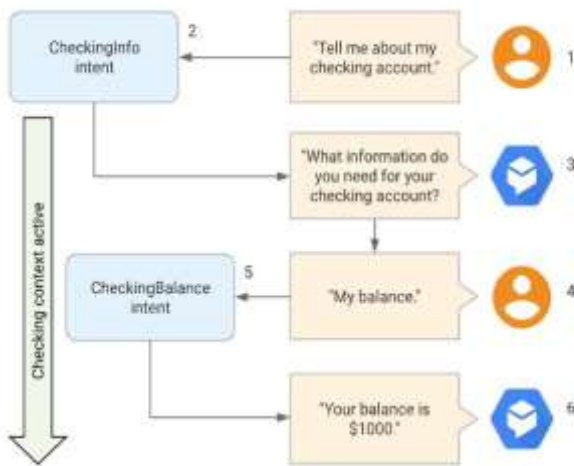 CheckingInfo
intent
2
"Tell me about my
checking account."
1
"What information do
you need for your
checking account?
3
Checking context active
CheckingBalance
intent
5
"My balance."
4
"Your balance is
$1000."
6